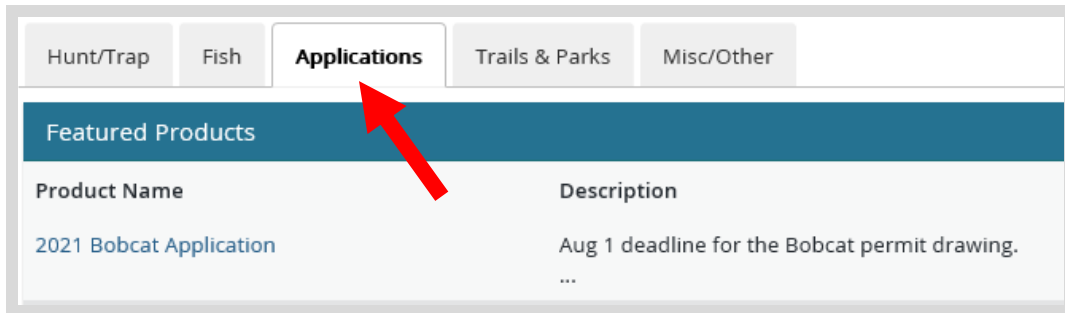 Hunt/Trap Fish Applications Trails & Parks Misc/Other
Featured Products
Product Name Description
2021 Bobcat Application Aug 1 deadline for the Bobcat permit drawing.
...